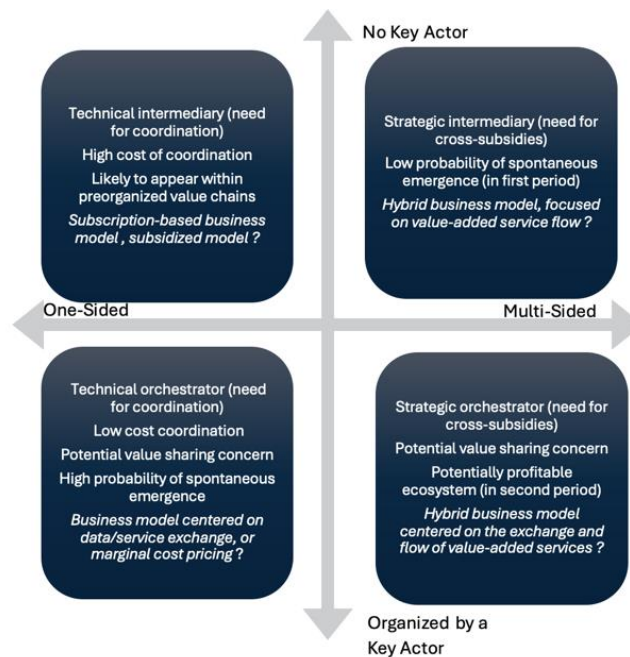 No Key Actor
Technical intermediary (need
for coordination)
High cost of coordination
Likely to appear within
preorganized value chains
Subscription-based business
model , subsidized model ?
Strategic intermediary (need for
cross-subsidies)
Low probability of spontaneous
emergence (in first period)
Hybrid business model, focused
on value-added service flow ?
One-Sided
Multi-Sided
Technical orchestrator (need
for coordination)
Low cost coordination
Potential value sharing concern
High probability of spontaneous
emergence
Business model centered on
data/service exchange, or
marginal cost pricing ?
Strategic orchestrator (need for
cross-subsidies)
Potential value sharing concern
Potentially profitable
ecosystem (in second period)
Hybrid business model
centered on the exchange and
flow of value-added services ?
Organized by a
Key Actor